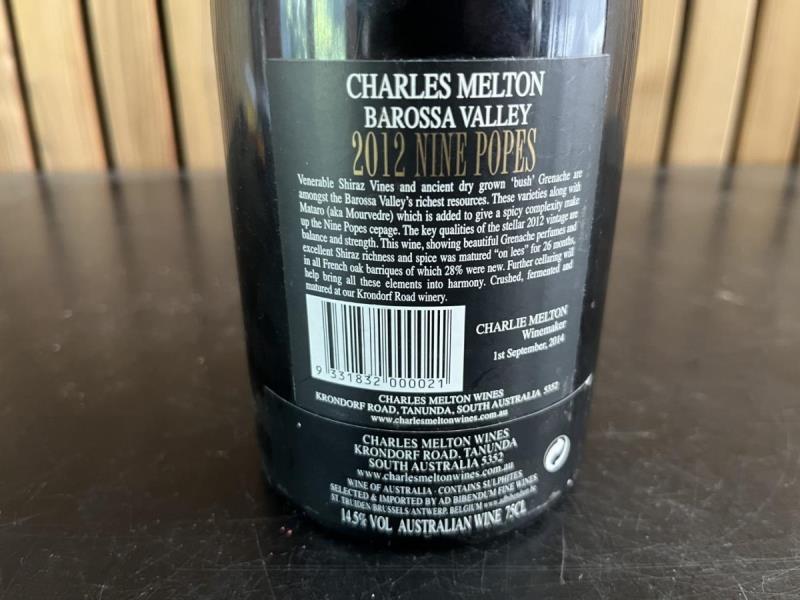 CHARLES MELTON
BAROSSA VALLEY
2012 NINE POPES
Venerable Shiraz Vines and ancient dry grown 'bush' Grenache are
amongst the Barossa Valley's richest resources. These varieties along with
Mataro (aka Mourvedre) which is added to give a spicy complexity make
up the Nine Popes cepage. The key qualities of the stellar 2012 vintage are
balance and strength. This wine, showing beautiful Grenache perfumes and
excellent Shiraz richness and spice was matured "on lees" for 26 months,
in all French oak barriques of which 28% were new. Further cellaring will
help bring all these elements into harmony. Crushed, fermented and
matured at our Krondorf Road winery.
CHARLIE MELTON
Winemaker
1st September, 2014
9 331832 000021
CHARLES MELTON WINES
KRONDORF ROAD, TANUNDA, SOUTH AUSTRALIA 5352
www.charlesmeltonwines.com.au
CHARLES MELTON WINES
KRONDORF ROAD, TANUNDA
SOUTH AUSTRALIA 5352
www.charlesmeltonwines.com.au
WINE OF AUSTRALIA - CONTAINS SULPHITES
SELECTED & IMPORTED BY AD BIBENDUM FINE WINES
ST. TRUIDEN/BRUSSELS/ANTWERP, BELGIUM www.adbibendum.be
14.5% VOL AUSTRALIAN WINE 75CL